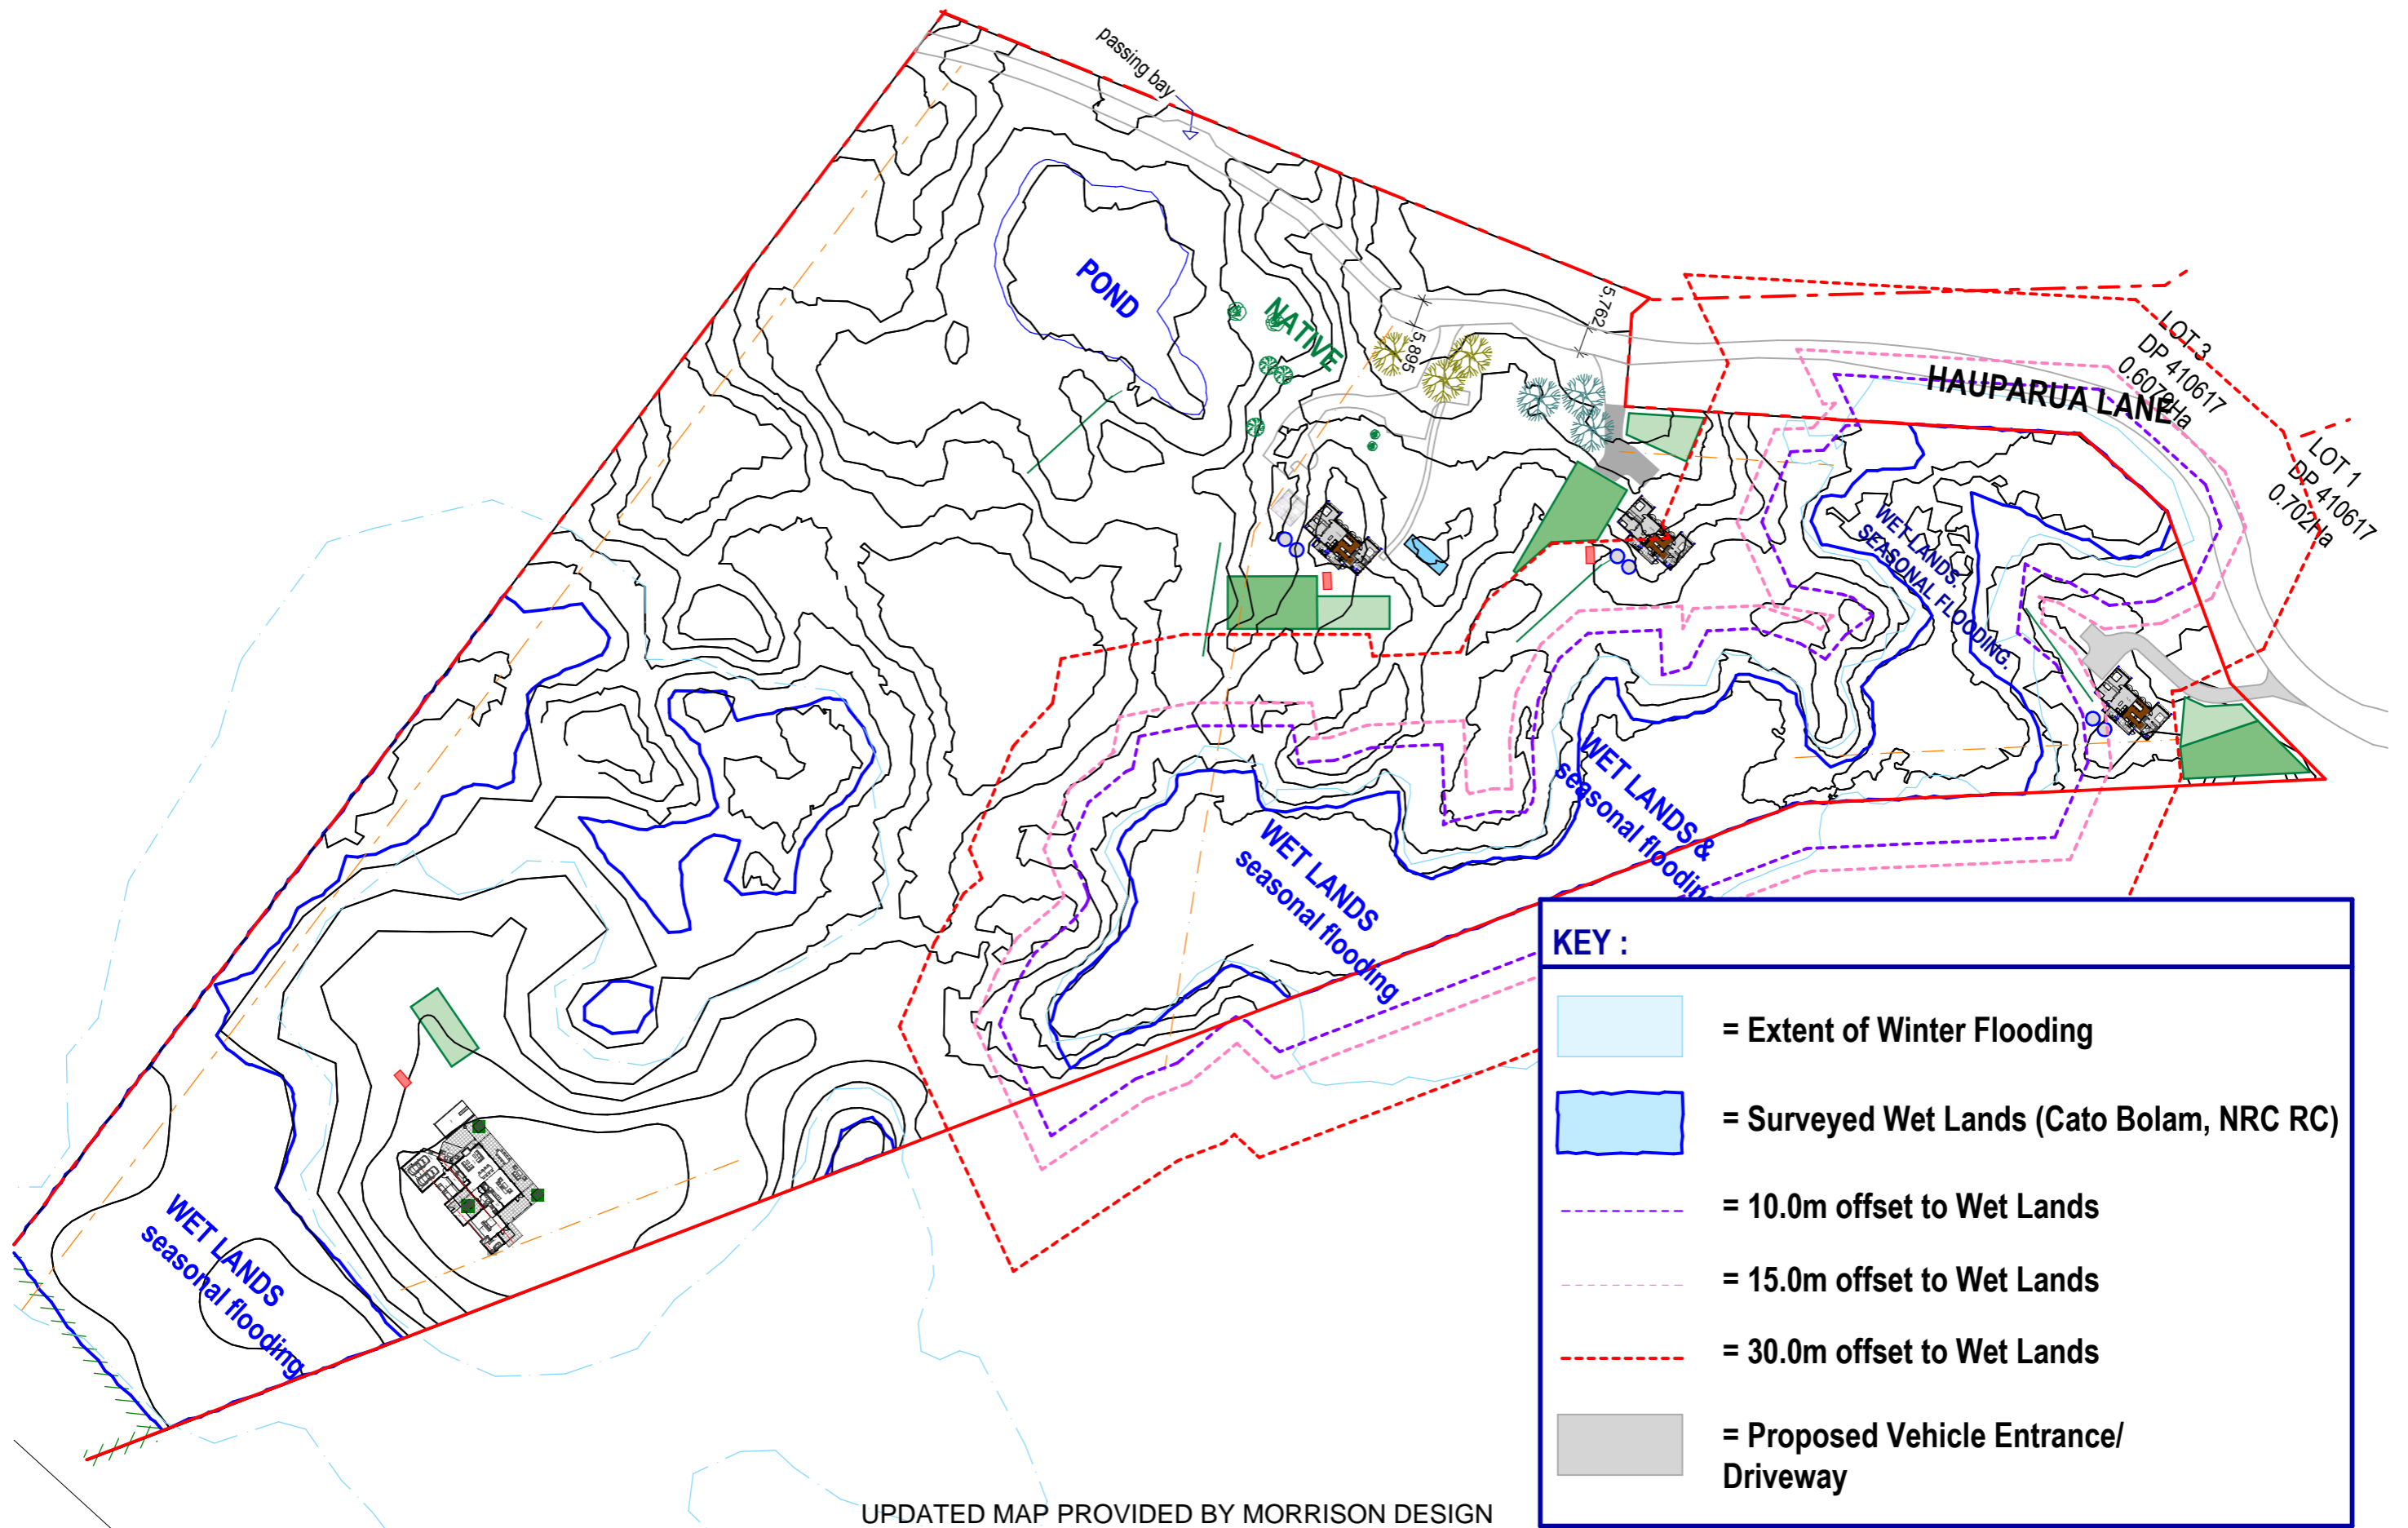 passing bay
POND
NATIVE
5,762
5,895
HAUPARUA LANE
LOT 3
DP 410617
0.607
Ha
LOT 1
DP 410617
0.702Ha
WET LANDS.
SEASONAL FLOODING.
WET LANDS &
seasonal flooding
WET LANDS
seasonal flooding
WET LANDS
seasonal flooding
KEY :
= Extent of Winter Flooding
= Surveyed Wet Lands (Cato Bolam, NRC RC)
= 10.0m offset to Wet Lands
= 15.0m offset to Wet Lands
= 30.0m offset to Wet Lands
= Proposed Vehicle Entrance/
Driveway
UPDATED MAP PROVIDED BY MORRISON DESIGN